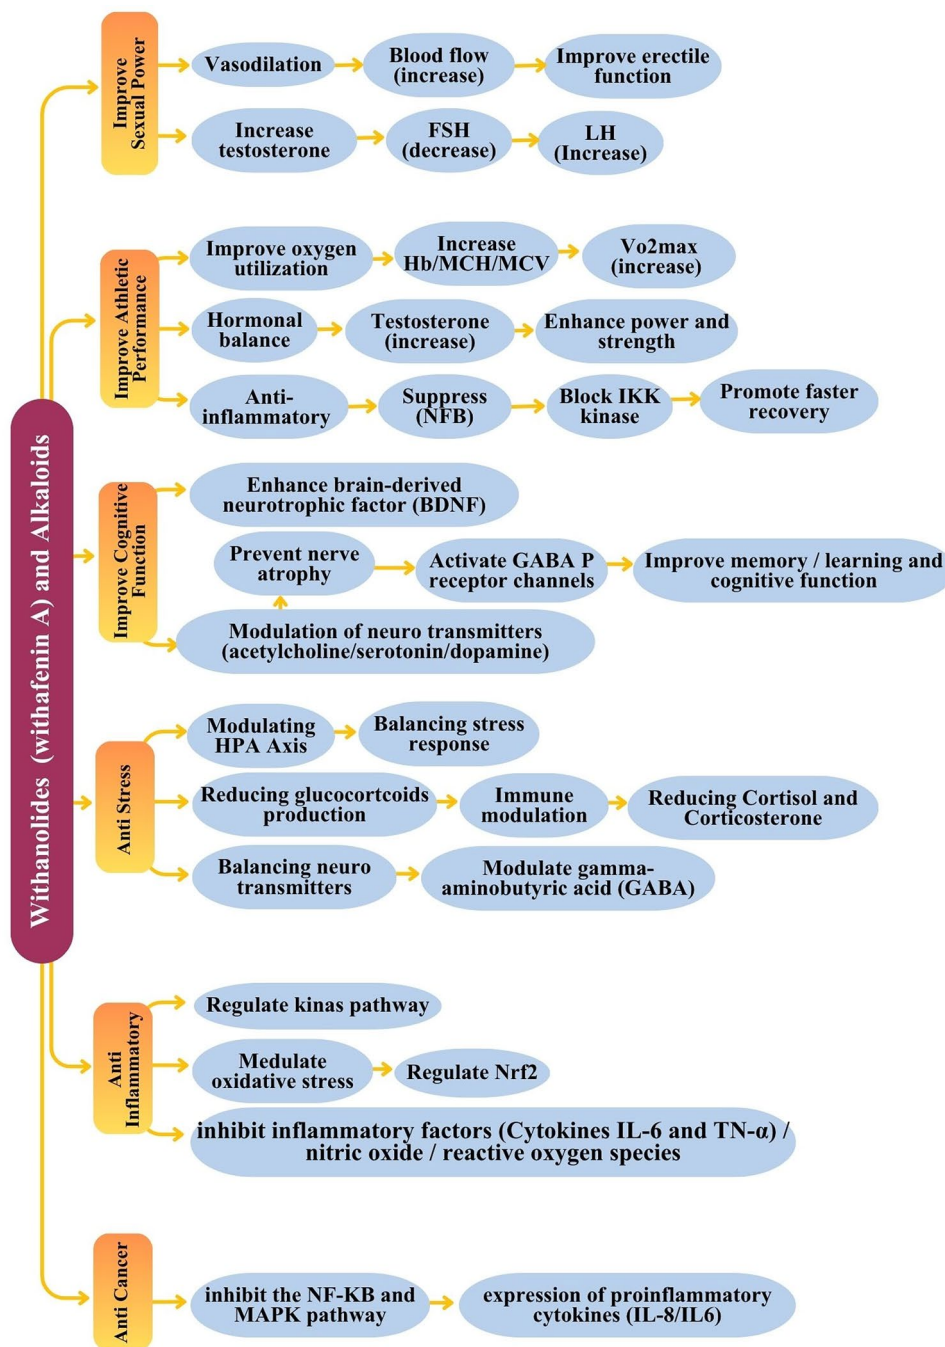 Withanolides (withafenin A) and Alkaloids
Improve
Sexual Power
Vasodilation
Blood flow
(increase)
Improve erectile
function
Increase
testosterone
FSH
(decrease)
LH
(Increase)
Improve Athletic
Performance
Improve oxygen
utilization
Increase
Hb/MCH/MCV
Vo2max
(increase)
Hormonal
balance
Testosterone
(increase)
Enhance power and
strength
Anti-
inflammatory
Suppress
(NFB)
Block IKK
kinase
Promote faster
recovery
Improve Cognitive
Function
Enhance brain-derived
neurotrophic factor (BDNF)
Prevent nerve
atrophy
Activate GABA P
receptor channels
Improve memory / learning and
cognitive function
Modulation of neuro transmitters
(acetylcholine/serotonin/dopamine)
Anti Stress
Modulating
HPA Axis
Balancing stress
response
Reducing glucocortcoids
production
Immune
modulation
Reducing Cortisol and
Corticosterone
Balancing neuro
transmitters
Modulate gamma-
aminobutyric acid (GABA)
Anti
Inflammatory
Regulate kinas pathway
Medulate
oxidative stress
Regulate Nrf2
inhibit inflammatory factors (Cytokines IL-6 and TN-α) /
nitric oxide / reactive oxygen species
Anti Cancer
inhibit the NF-KB and
MAPK pathway
expression of proinflammatory
cytokines (IL-8/IL6)